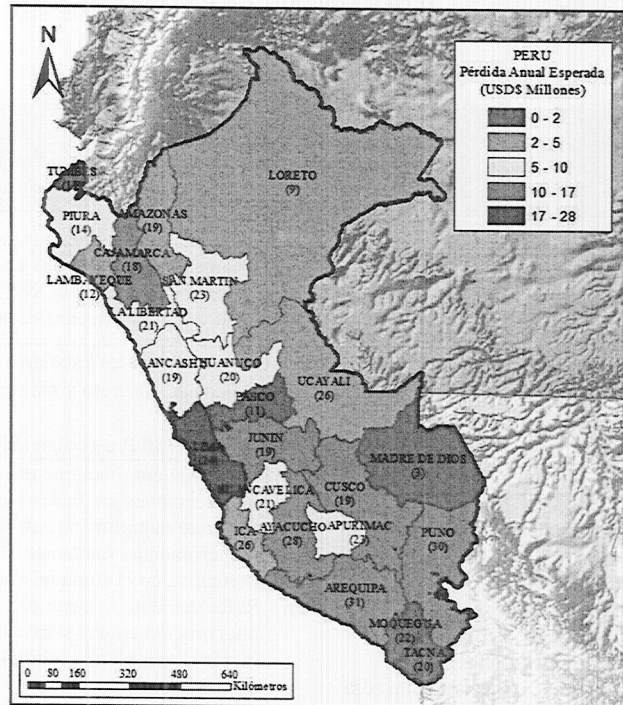 N
PERU
Pérdida Anual Esperada
(USD$ Millones)
0 - 2
2 - 5
5 - 10
10 - 17
17 - 28
LORETO
(9)
TUMBES
PIURA
(14)
AMAZONAS
(19)
CAJAMARCA
(18)
LAMBAYEQUE
(12)
SAN MARTIN
(25)
LA LIBERTAD
(21)
ANCASH
(19)
HUANUCO
(20)
UCAYALI
(26)
PASCO
(11)
JUNIN
(19)
MADRE DE DIOS
(3)
CUSCO
(19)
HUANCAVELICA
(21)
ICA
(26)
AYACUCHO
(28)
APURIMAC
(23)
PUNO
(30)
AREQUIPA
(31)
MOQUEGUA
(22)
TACNA
(20)
0 80 160 320 480 640
Kilómetros